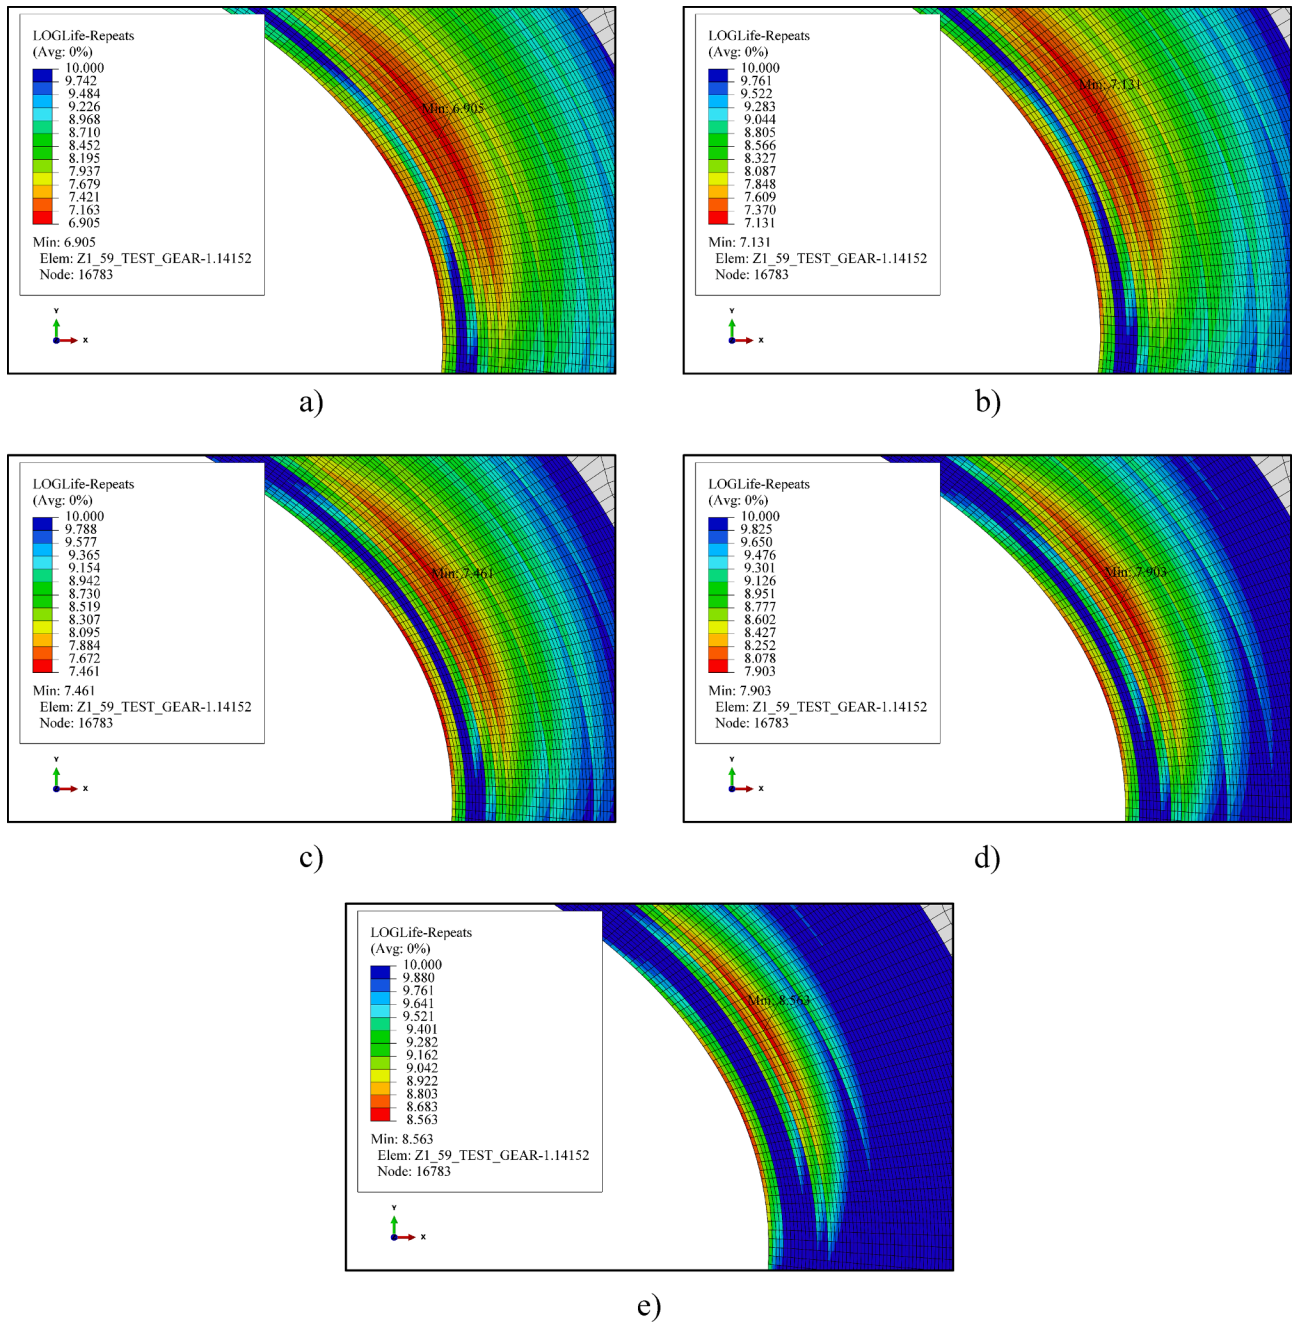 LOGLife-Repeats
(Avg: 0%)
10.000
9.742
9.484
9.226
8.968
8.710
8.452
8.195
7.937
7.679
7.421
7.163
6.905
Min: 6.905
Elem: Z1_59_TEST_GEAR-1.14152
Node: 16783
Y
X
Min: 6.905
a)
LOGLife-Repeats
(Avg: 0%)
10.000
9.761
9.522
9.283
9.044
8.805
8.566
8.327
8.087
7.848
7.609
7.370
7.131
Min: 7.131
Elem: Z1_59_TEST_GEAR-1.14152
Node: 16783
Y
X
Min: 7.131
b)
LOGLife-Repeats
(Avg: 0%)
10.000
9.788
9.577
9.365
9.154
8.942
8.730
8.519
8.307
8.095
7.884
7.672
7.461
Min: 7.461
Elem: Z1_59_TEST_GEAR-1.14152
Node: 16783
Y
X
Min: 7.461
c)
LOGLife-Repeats
(Avg: 0%)
10.000
9.825
9.650
9.476
9.301
9.126
8.951
8.777
8.602
8.427
8.252
8.078
7.903
Min: 7.903
Elem: Z1_59_TEST_GEAR-1.14152
Node: 16783
Y
X
Min: 7.903
d)
LOGLife-Repeats
(Avg: 0%)
10.000
9.880
9.761
9.641
9.521
9.401
9.282
9.162
9.042
8.922
8.803
8.683
8.563
Min: 8.563
Elem: Z1_59_TEST_GEAR-1.14152
Node: 16783
Y
X
Min: 8.563
e)